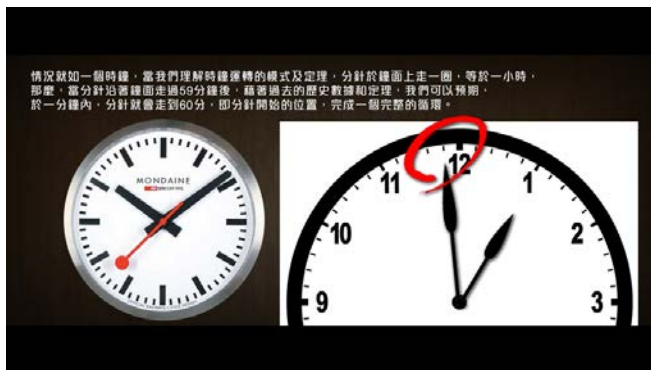 情況就如一個時鐘，當我們理解時鐘運轉的模式及定理，分針於鐘面上走一圈，等於一小時，
那麼，當分針沿著鐘面走過59分鐘後，藉著過去的歷史數據和定理，我們可以預期，
於一分鐘內，分針就會走到60分，即分針開始的位置，完成一個完整的循環。
MONDAINE
12
11
1
10
2
9
3